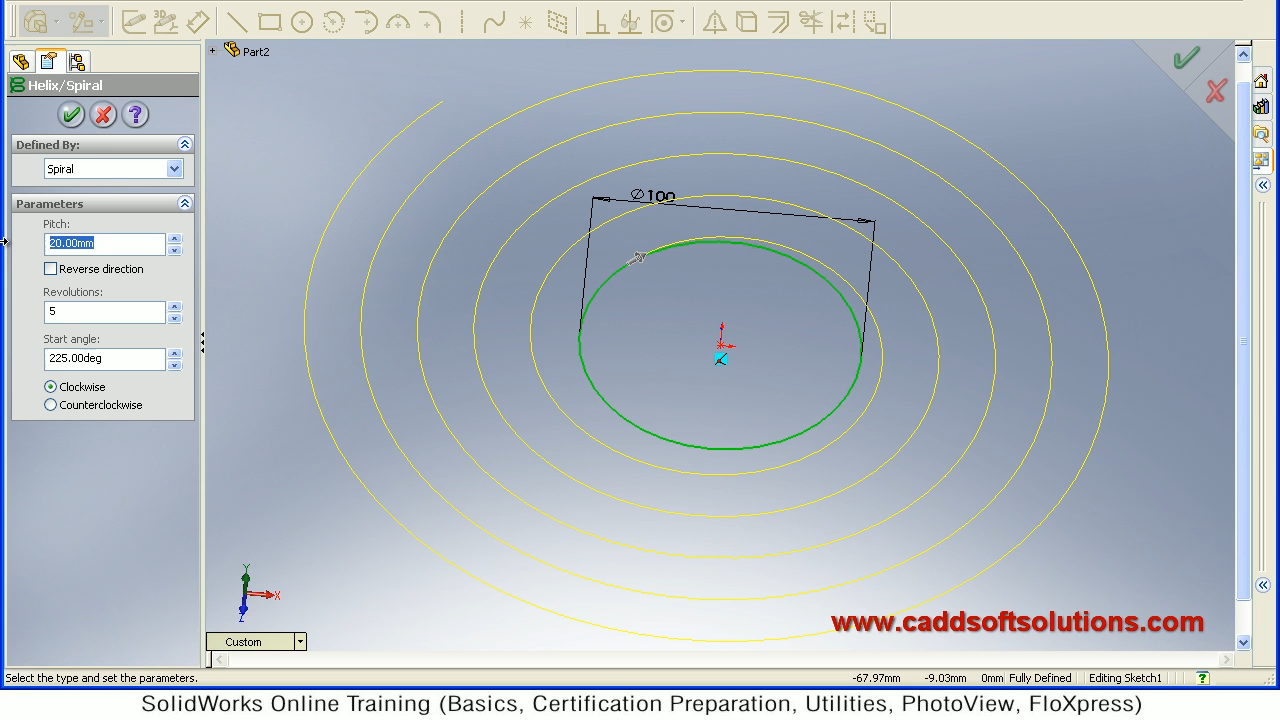 Part2
Helix/Spiral
Defined By:
Spiral
Parameters
Pitch:
20.00mm
Reverse direction
Revolutions:
5
Start angle:
225.00deg
Clockwise
Counterclockwise
∅100
Y
X
Z
Custom
www.caddsoftsolutions.com
Select the type and set the parameters.
-67.97mm -9.03mm 0mm Fully Defined Editing Sketch1
SolidWorks Online Training (Basics, Certification Preparation, Utilities, PhotoView, FloXpress)